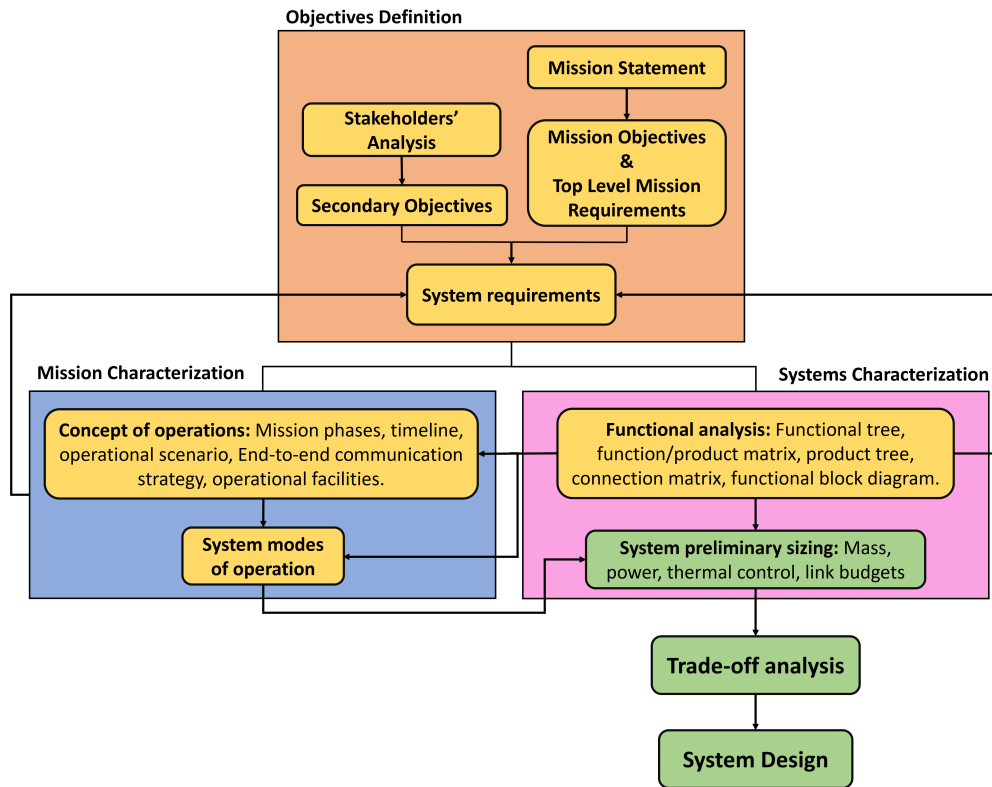 Objectives Definition
Mission Statement
Stakeholders'
Analysis
Mission Objectives
&
Top Level Mission
Requirements
Secondary Objectives
System requirements
Mission Characterization
Systems Characterization
Concept of operations: Mission phases, timeline,
operational scenario, End-to-end communication
strategy, operational facilities.
Functional analysis: Functional tree,
function/product matrix, product tree,
connection matrix, functional block diagram.
System modes
of operation
System preliminary sizing: Mass,
power, thermal control, link budgets
Trade-off analysis
System Design